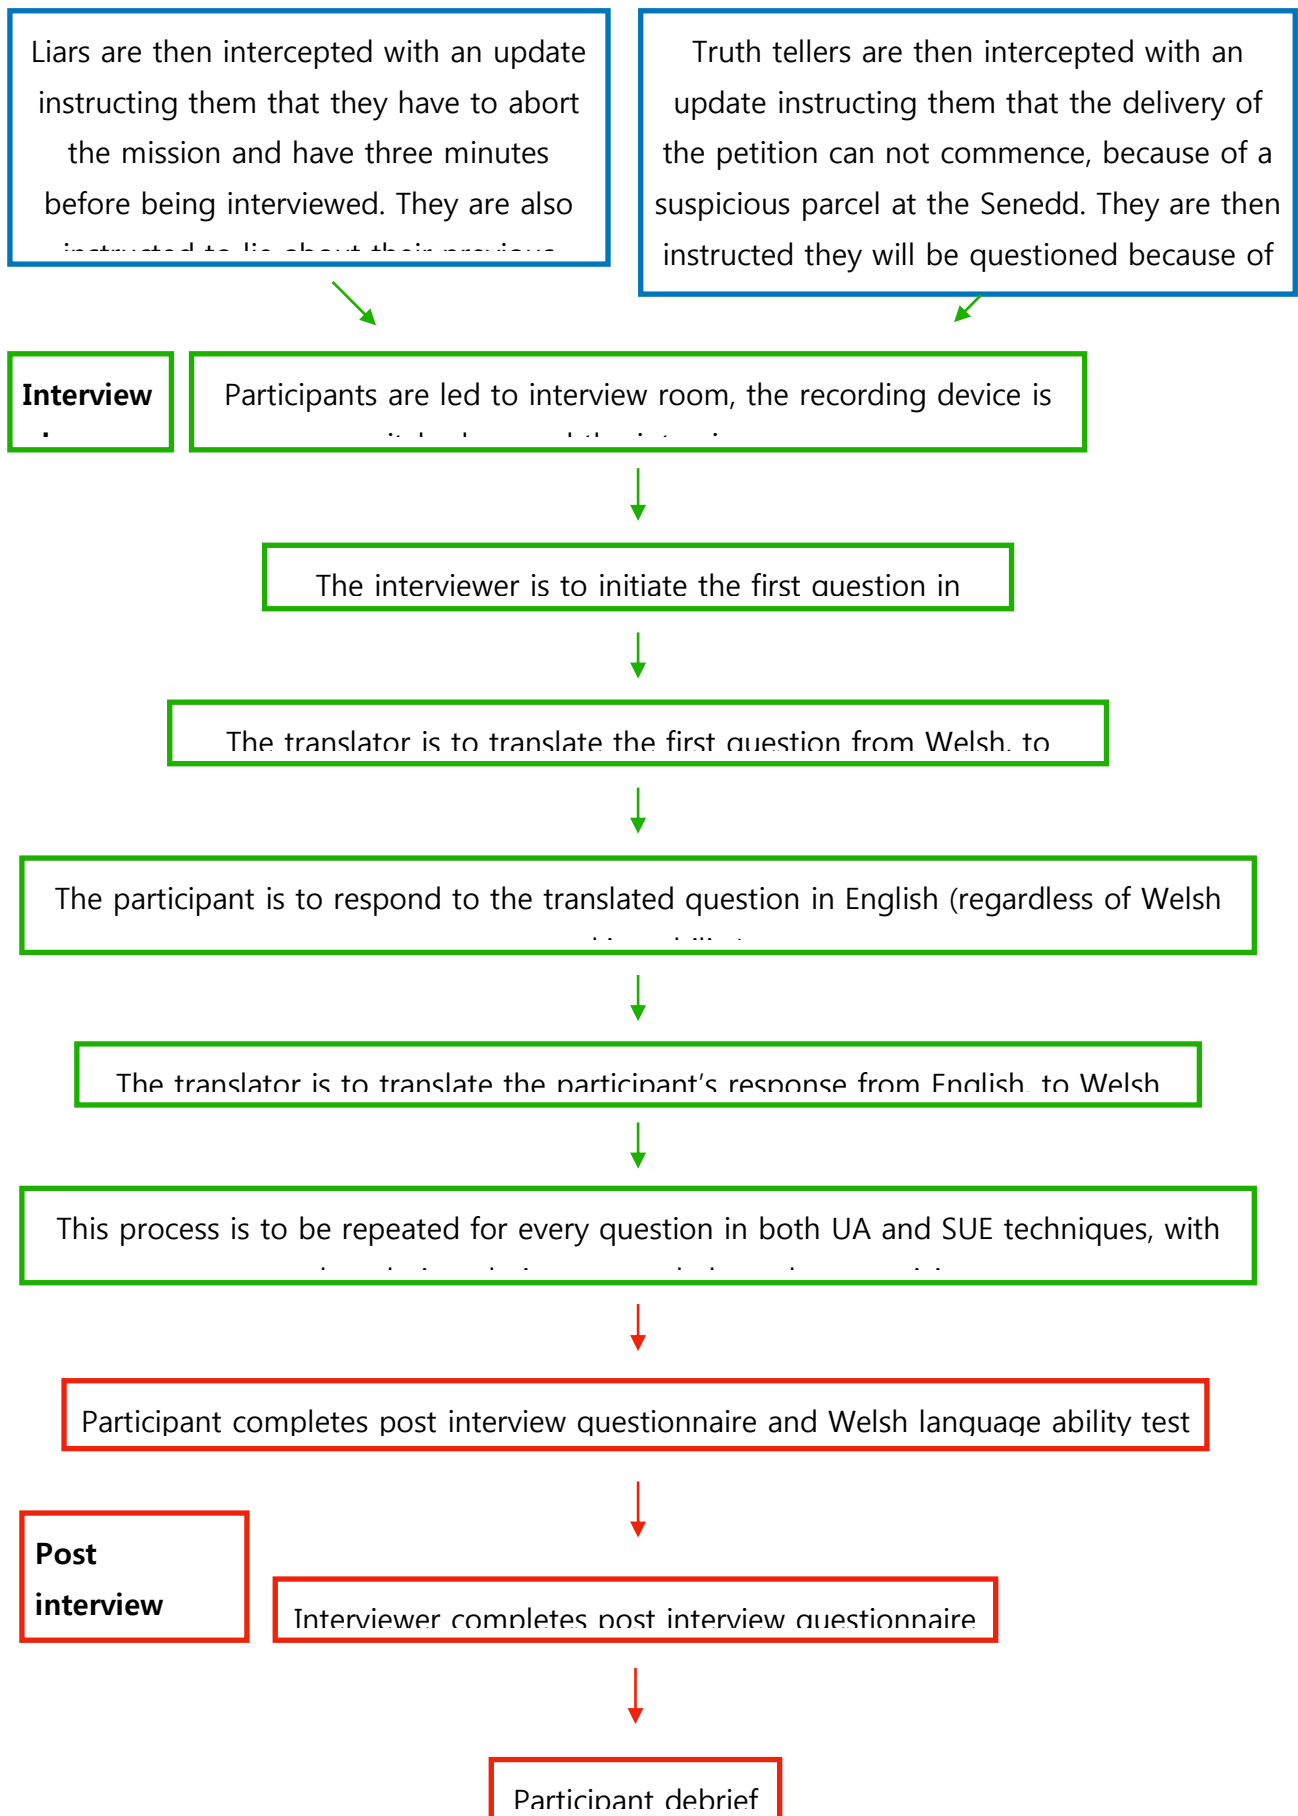 Liars are then intercepted with an update
instructing them that they have to abort
the mission and have three minutes
before being interviewed. They are also
instructed to lie about their previous
Truth tellers are then intercepted with an
update instructing them that the delivery of
the petition can not commence, because of a
suspicious parcel at the Senedd. They are then
instructed they will be questioned because of
Interview
Participants are led to interview room, the recording device is
The interviewer is to initiate the first question in
The translator is to translate the first question from Welsh, to
The participant is to respond to the translated question in English (regardless of Welsh
The translator is to translate the participant’s response from English, to Welsh
This process is to be repeated for every question in both UA and SUE techniques, with
Participant completes post interview questionnaire and Welsh language ability test
Post
interview
Interviewer completes post interview questionnaire
Participant debrief